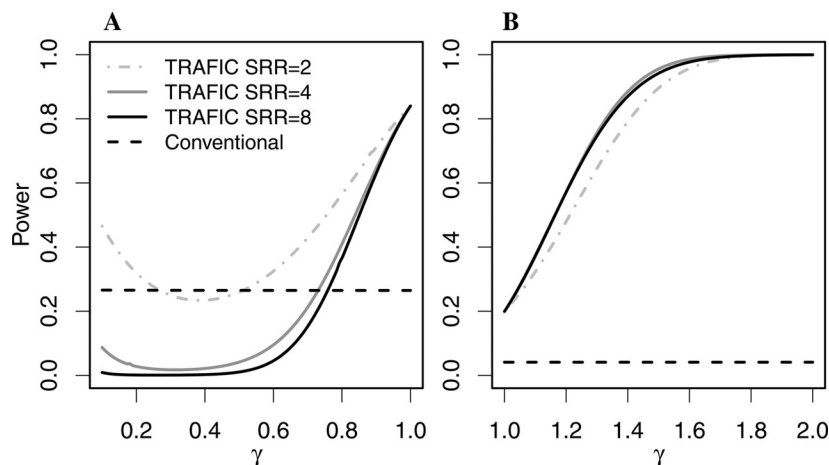 A
B
TRAFIC SRR=2
TRAFIC SRR=4
TRAFIC SRR=8
Conventional
Power
0.0 0.2 0.4 0.6 0.8 1.0
0.2 0.4 0.6 0.8 1.0
γ
0.0 0.2 0.4 0.6 0.8 1.0
1.0 1.2 1.4 1.6 1.8 2.0
γ